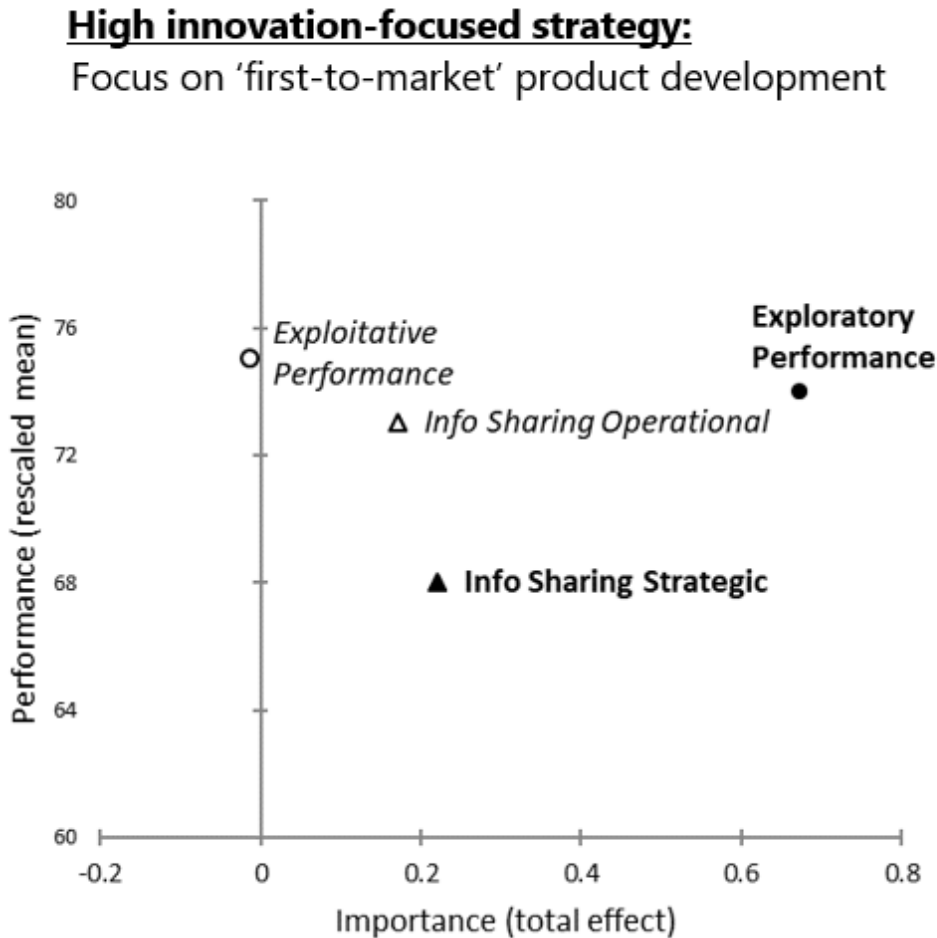 High innovation-focused strategy:
Focus on ‘first-to-market’ product development
80
76
72
68
64
60
-0.2
0
0.2
0.4
0.6
0.8
Performance (rescaled mean)
Importance (total effect)
Exploitative
Performance
Exploratory
Performance
Info Sharing Operational
Info Sharing Strategic